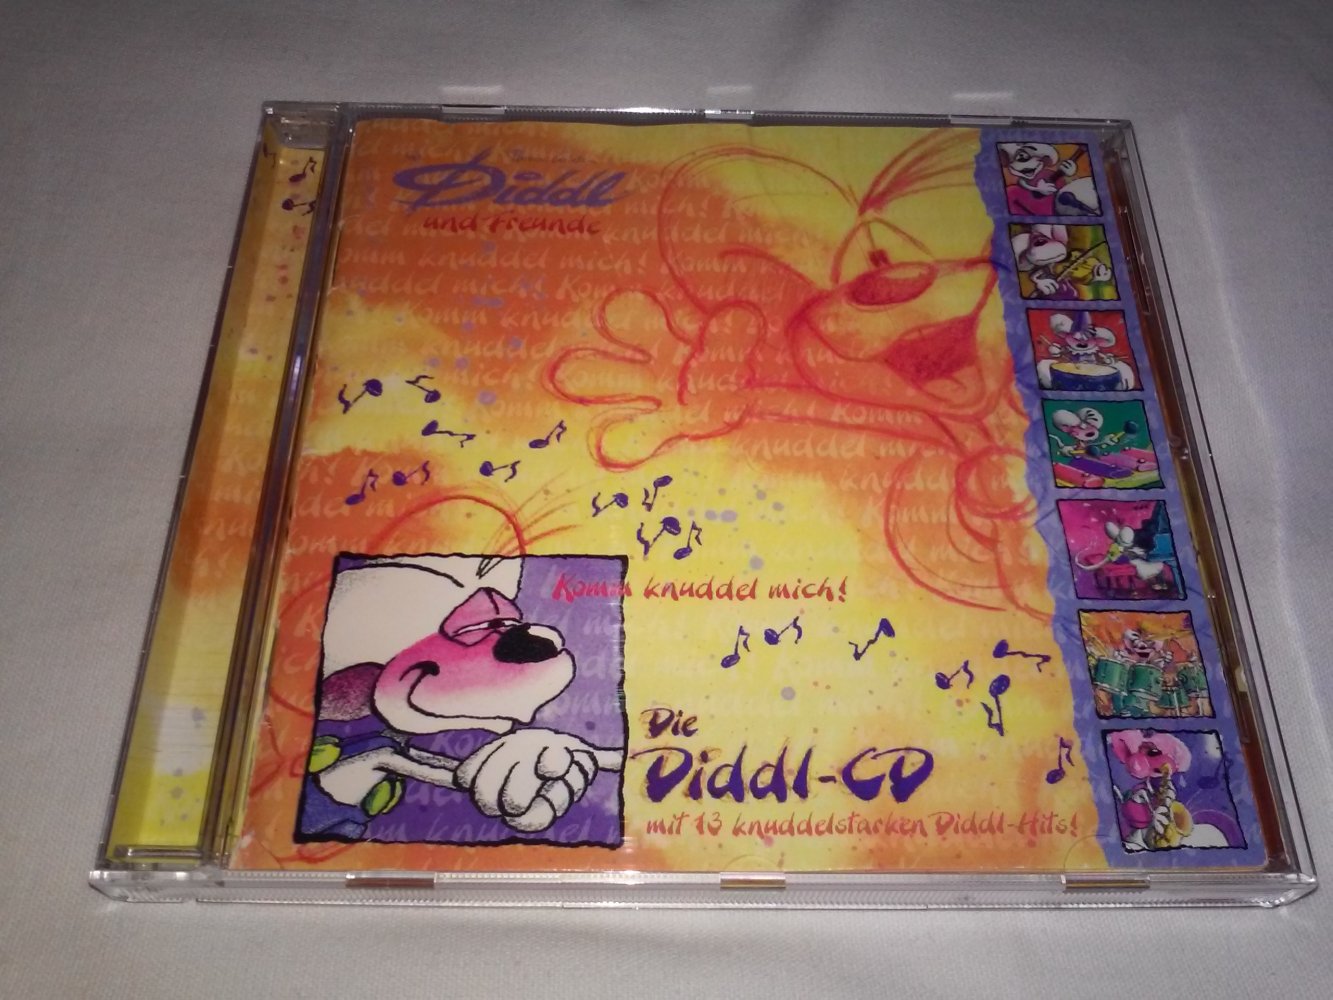 Diddl
und Freunde
Komm knuddel mich!
Die
Diddl-CD
mit 13 knuddelstarken Diddl-Hits!